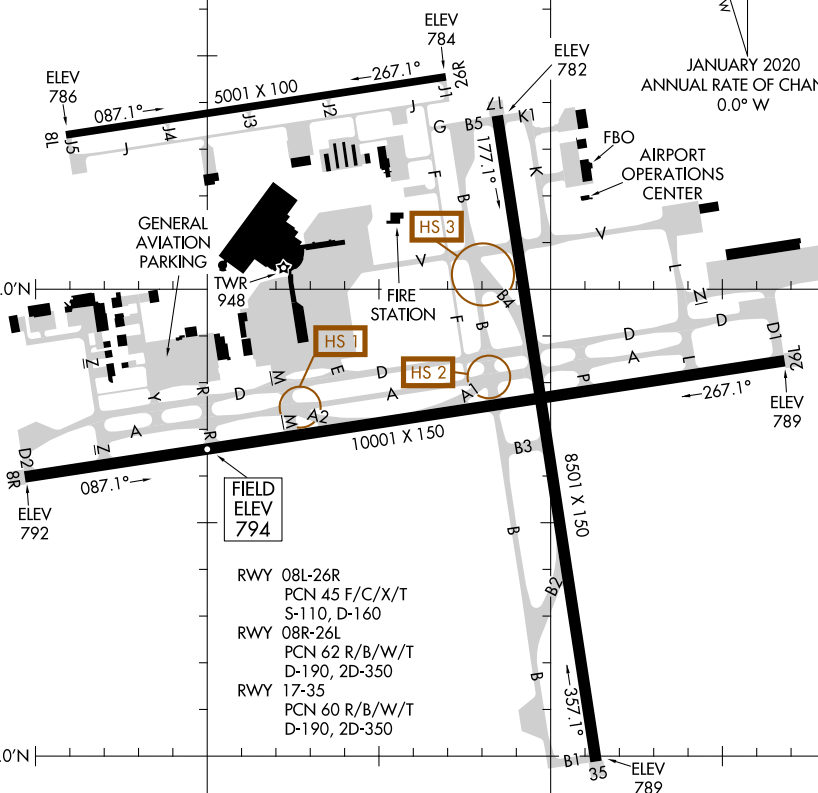 W
JANUARY 2020
ANNUAL RATE OF CHAN
0.0° W
ELEV
784
ELEV
782
ELEV
786
267.1°
26R
5001 X 100
087.1°
8L
J5
J
J4
J3
J2
J
J1
G
B5
17
K1
177.1°
K
FBO
AIRPORT
OPERATIONS
CENTER
F
B
HS 3
GENERAL
AVIATION
PARKING
TWR
948
FIRE
STATION
V
V
B4
L
Z
.0'N
F
B
D
D
D1
26L
HS 1
Z
Y
R
D
M
E
D
HS 2
A
A1
P
A
L
267.1°
ELEV
789
A
R
M
A2
Z
D2
8R
10001 X 150
087.1°
ELEV
792
FIELD
ELEV
794
B3
8501 X 150
B
B2
RWY 08L-26R
PCN 45 F/C/X/T
S-110, D-160
RWY 08R-26L
PCN 62 R/B/W/T
D-190, 2D-350
RWY 17-35
PCN 60 R/B/W/T
D-190, 2D-350
B
357.1°
.0'N
B1
35
ELEV
789